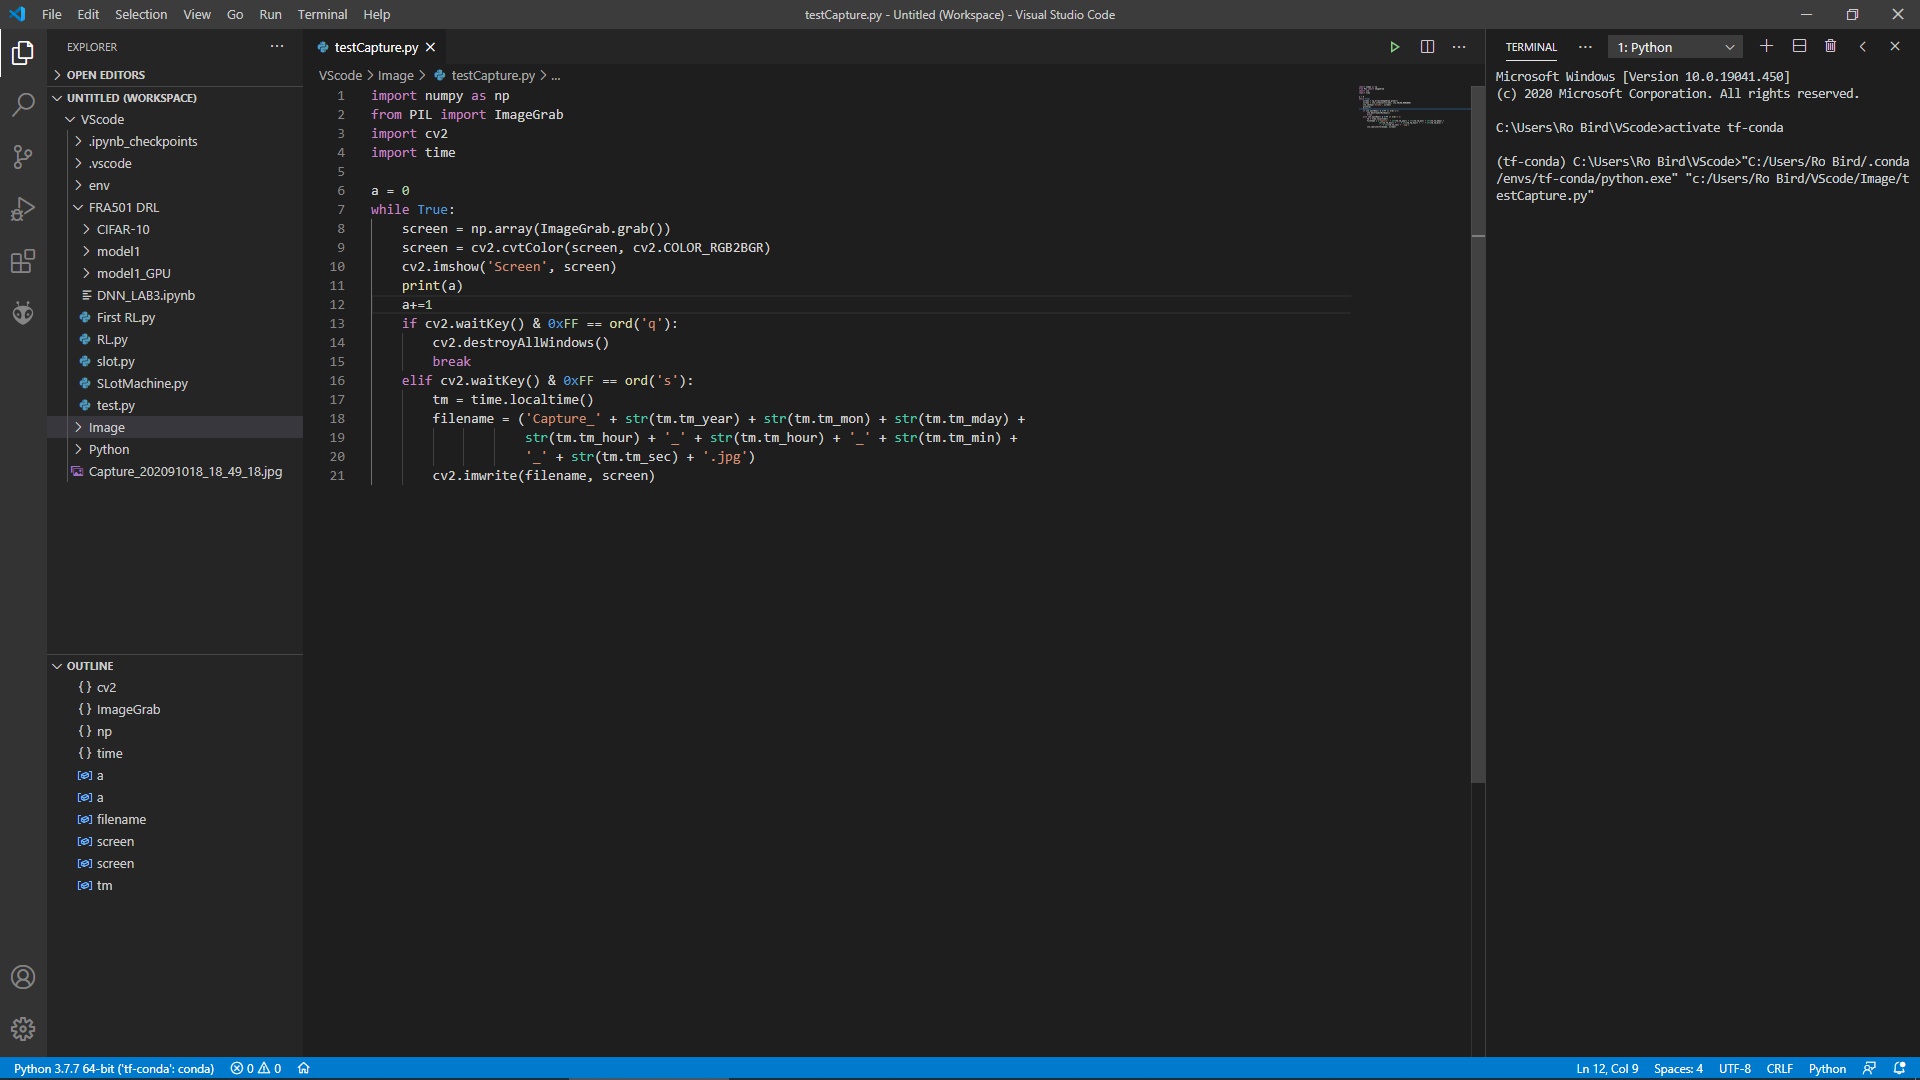 File Edit Selection View Go Run Terminal Help
testCapture.py - Untitled (Workspace) - Visual Studio Code
EXPLORER
OPEN EDITORS
UNTITLED (WORKSPACE)
VScode
.ipynb_checkpoints
.vscode
env
FRA501 DRL
CIFAR-10
model1
model1_GPU
DNN_LAB3.ipynb
First RL.py
RL.py
slot.py
SLotMachine.py
test.py
Image
Python
Capture_202091018_18_49_18.jpg
OUTLINE
cv2
ImageGrab
np
time
a
a
filename
screen
screen
tm
testCapture.py
VScode > Image > testCapture.py > ...
1 import numpy as np
2 from PIL import ImageGrab
3 import cv2
4 import time
5
6 a = 0
7 while True:
8 screen = np.array(ImageGrab.grab())
9 screen = cv2.cvtColor(screen, cv2.COLOR_RGB2BGR)
10 cv2.imshow('Screen', screen)
11 print(a)
12 a+=1
13 if cv2.waitKey() & 0xFF == ord('q'):
14 cv2.destroyAllWindows()
15 break
16 elif cv2.waitKey() & 0xFF == ord('s'):
17 tm = time.localtime()
18 filename = ('Capture_' + str(tm.tm_year) + str(tm.tm_mon) + str(tm.tm_mday) +
19 str(tm.tm_hour) + '_' + str(tm.tm_hour) + '_' + str(tm.tm_min) +
20 '_' + str(tm.tm_sec) + '.jpg')
21 cv2.imwrite(filename, screen)
TERMINAL
1: Python
Microsoft Windows [Version 10.0.19041.450]
(c) 2020 Microsoft Corporation. All rights reserved.
C:\Users\Ro Bird\VScode>activate tf-conda
(tf-conda) C:\Users\Ro Bird\VScode>"C:/Users/Ro Bird/.conda
/envs/tf-conda/python.exe" "c:/Users/Ro Bird/VScode/Image/t
estCapture.py"
Python 3.7.7 64-bit ('tf-conda': conda) 0 0
Ln 12, Col 9 Spaces: 4 UTF-8 CRLF Python